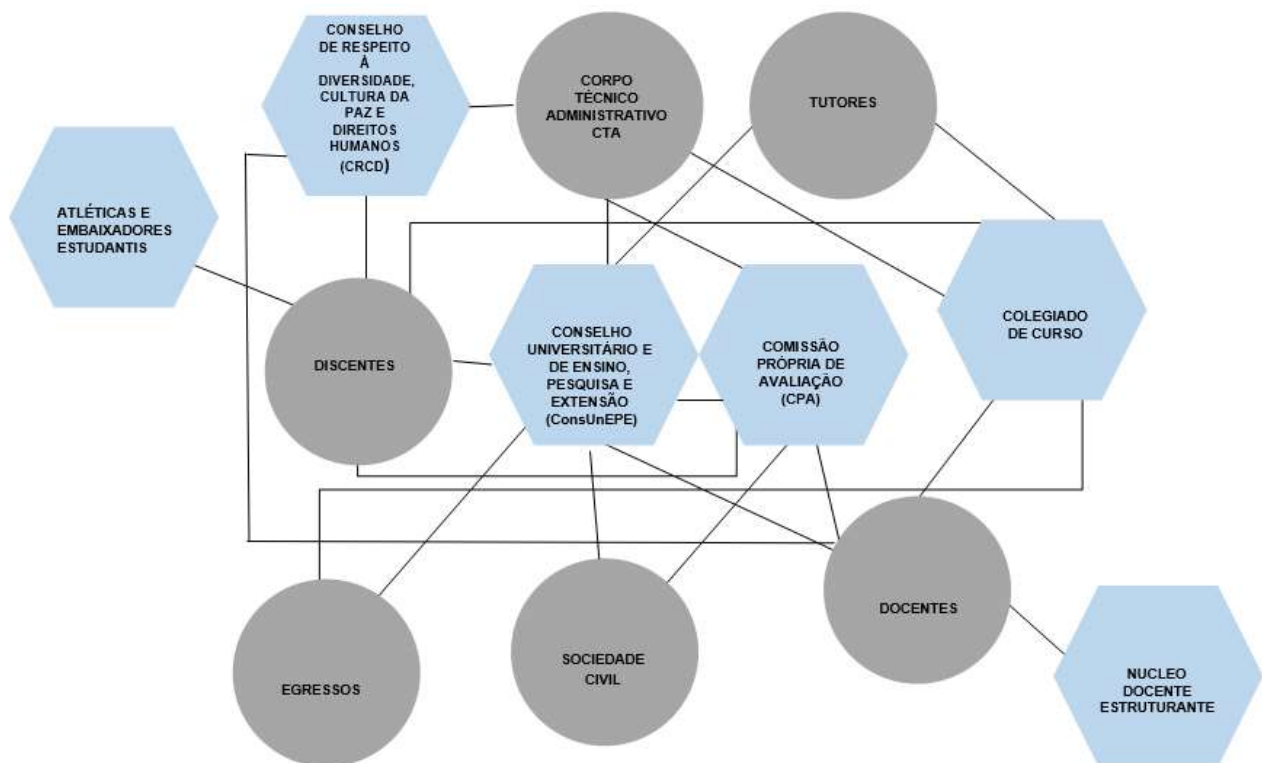 CONSELHO
DE RESPEITO
À
DIVERSIDADE,
CULTURA DA
PAZ E
DIREITOS
HUMANOS
(CRCD)
CORPO
TÉCNICO
ADMINISTRATIVO
CTA
TUTORES
ATLÉTICAS E
EMBAIXADORES
ESTUDANTIS
DISCENTES
CONSELHO
UNIVERSITÁRIO E
DE ENSINO,
PESQUISA E
EXTENSÃO
(ConsUnEPE)
COMISSÃO
PRÓPRIA DE
AVALIAÇÃO
(CPA)
COLEGIADO
DE CURSO
EGRESSOS
SOCIEDADE
CIVIL
DOCENTES
NUCLEO
DOCENTE
ESTRUTURANTE